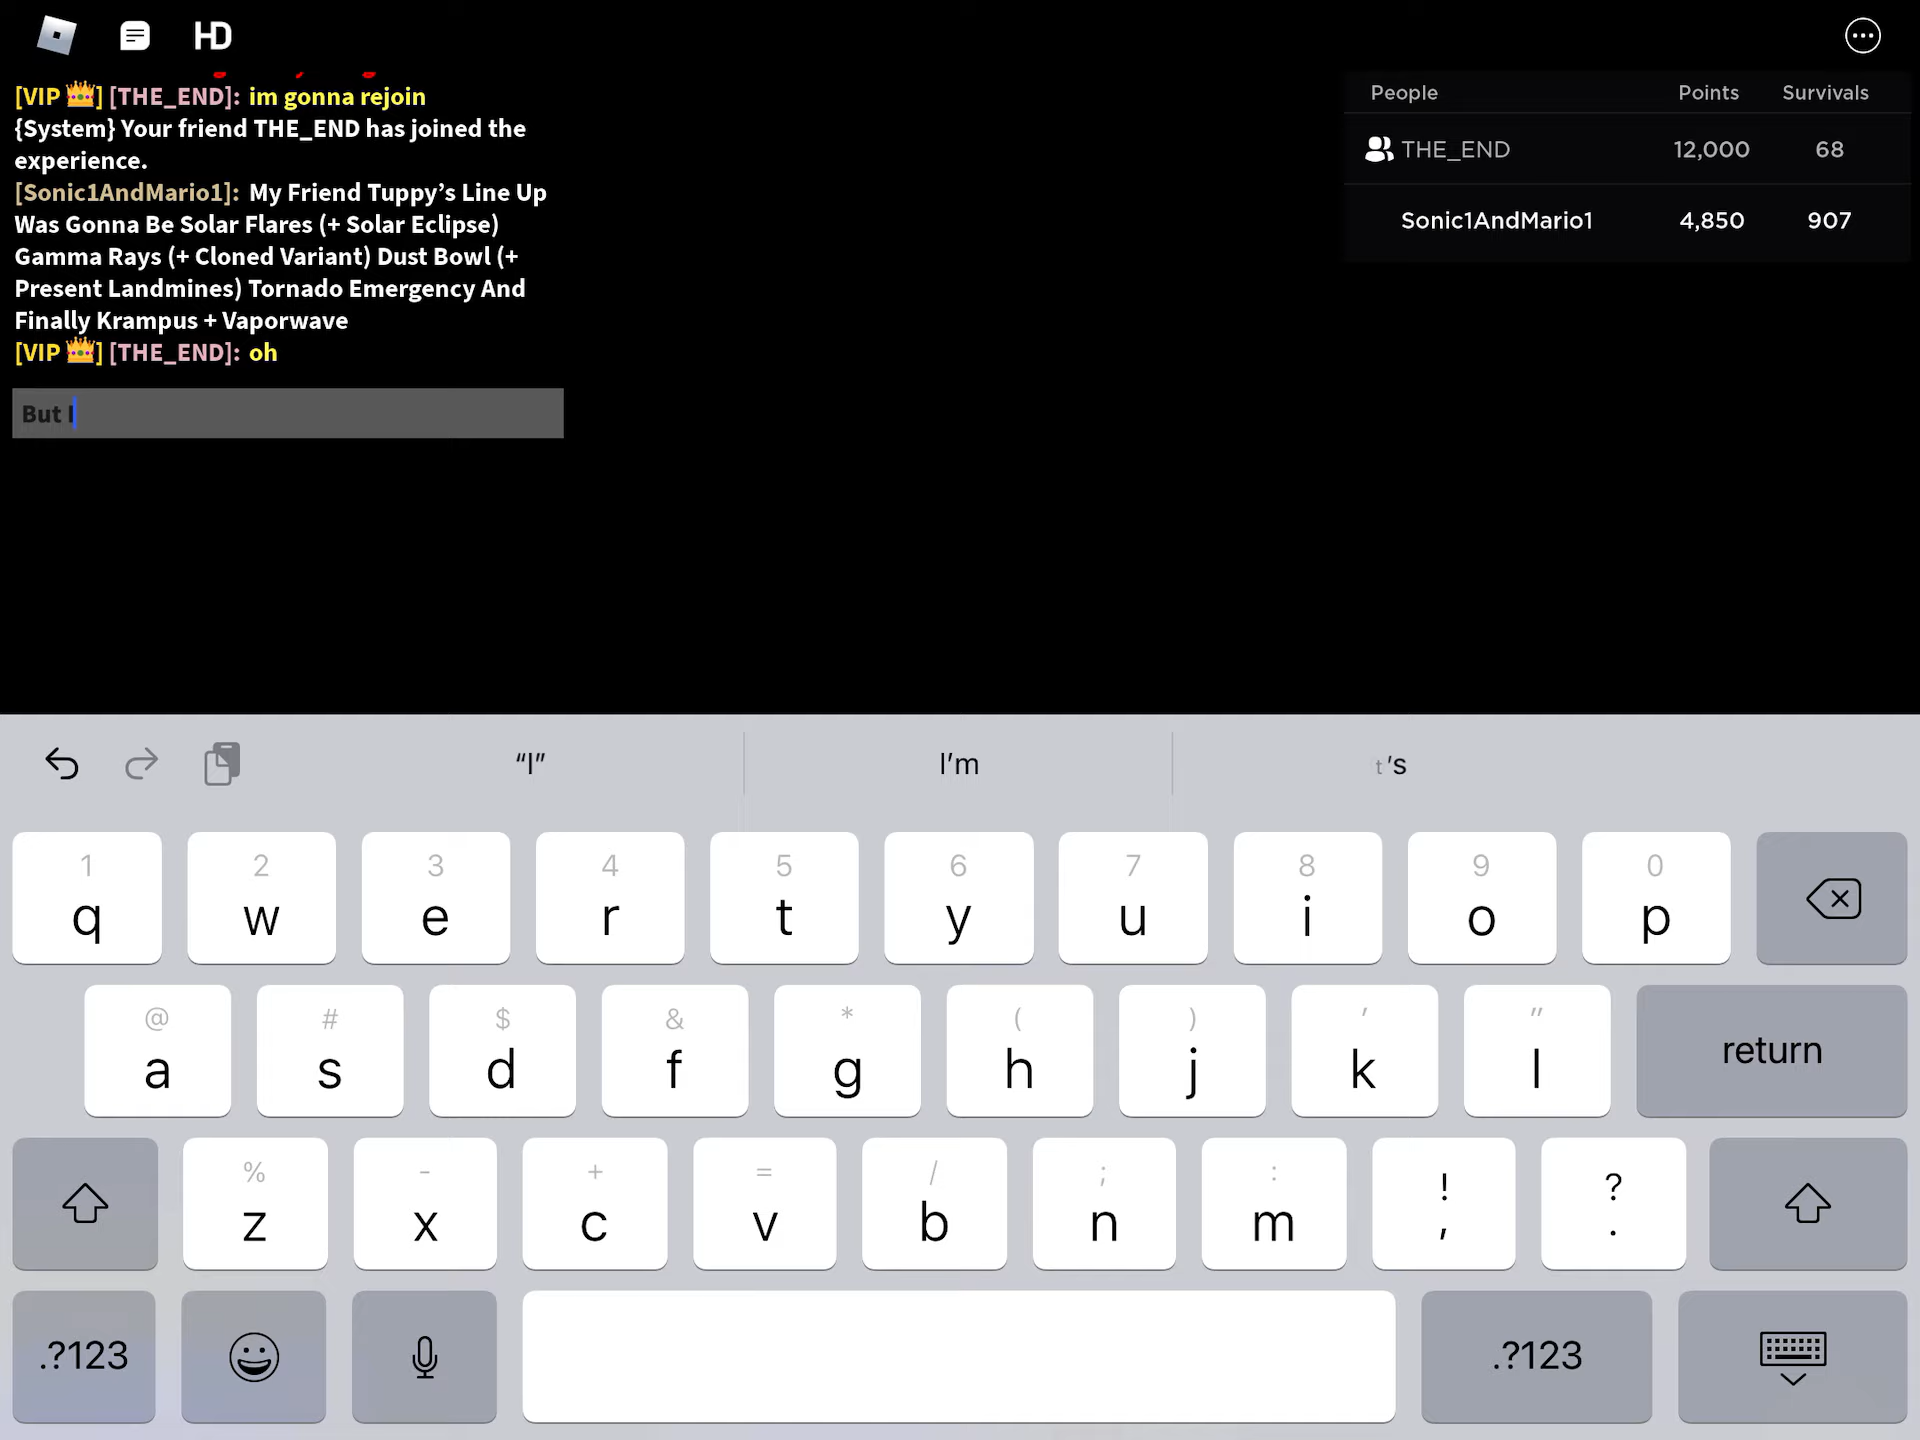 HD
[VIP 👑] [THE_END]: im gonna rejoin
{System} Your friend THE_END has joined the
experience.
[Sonic1AndMario1]: My Friend Tuppy’s Line Up
Was Gonna Be Solar Flares (+ Solar Eclipse)
Gamma Rays (+ Cloned Variant) Dust Bowl (+
Present Landmines) Tornado Emergency And
Finally Krampus + Vaporwave
[VIP 👑] [THE_END]: oh
But I
People Points Survivals
THE_END 12,000 68
Sonic1AndMario1 4,850 907
“I” I’m t’s
1 2 3 4 5 6 7 8 9 0
q w e r t y u i o p
@ # $ & * ( ) ' "
a s d f g h j k l return
% - + = / ; : ! ?
z x c v b n m , .
.?123 .?123